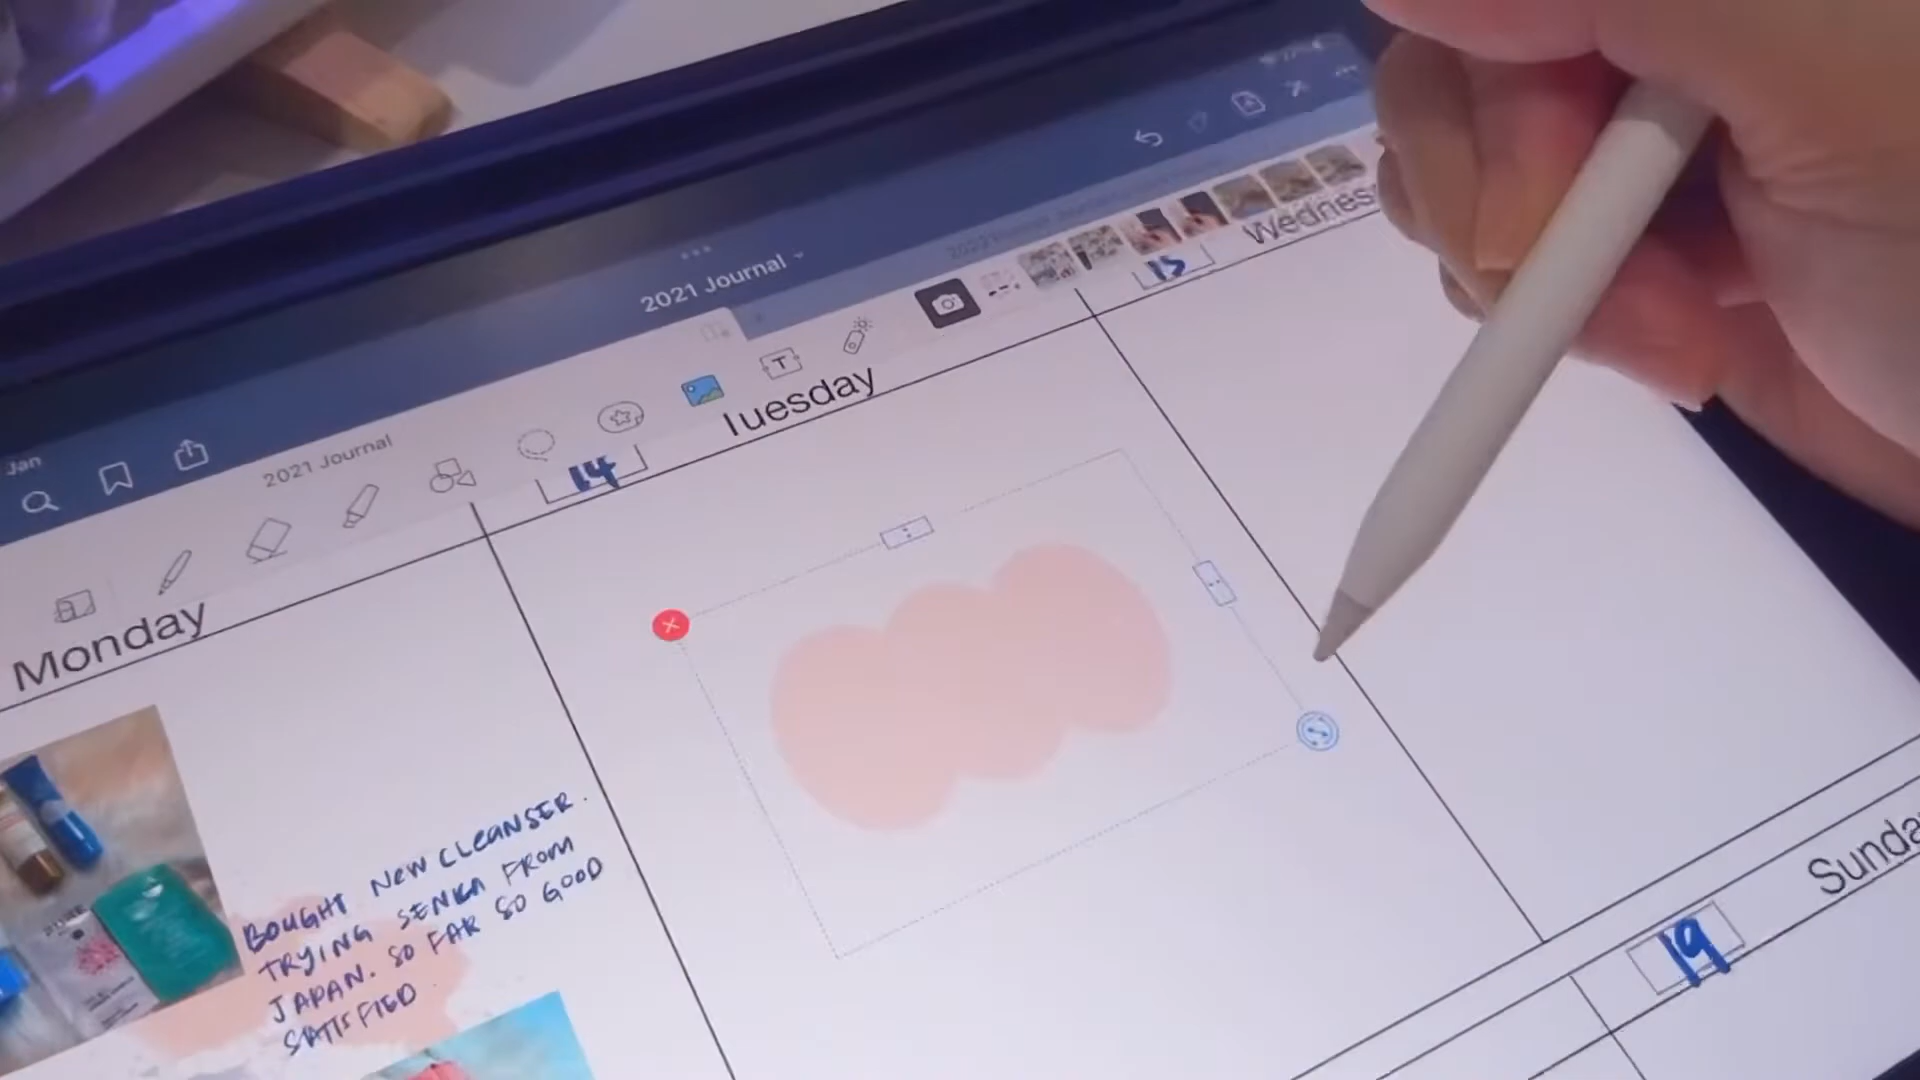 2021 Journal
Jan
2021 Journal
T
Monday
14
Tuesday
15
Wednes
BOUGHT NEW CLEANSER.
TRYING SENKA FROM
JAPAN. SO FAR SO GOOD
SATISFIED
Sunda
19